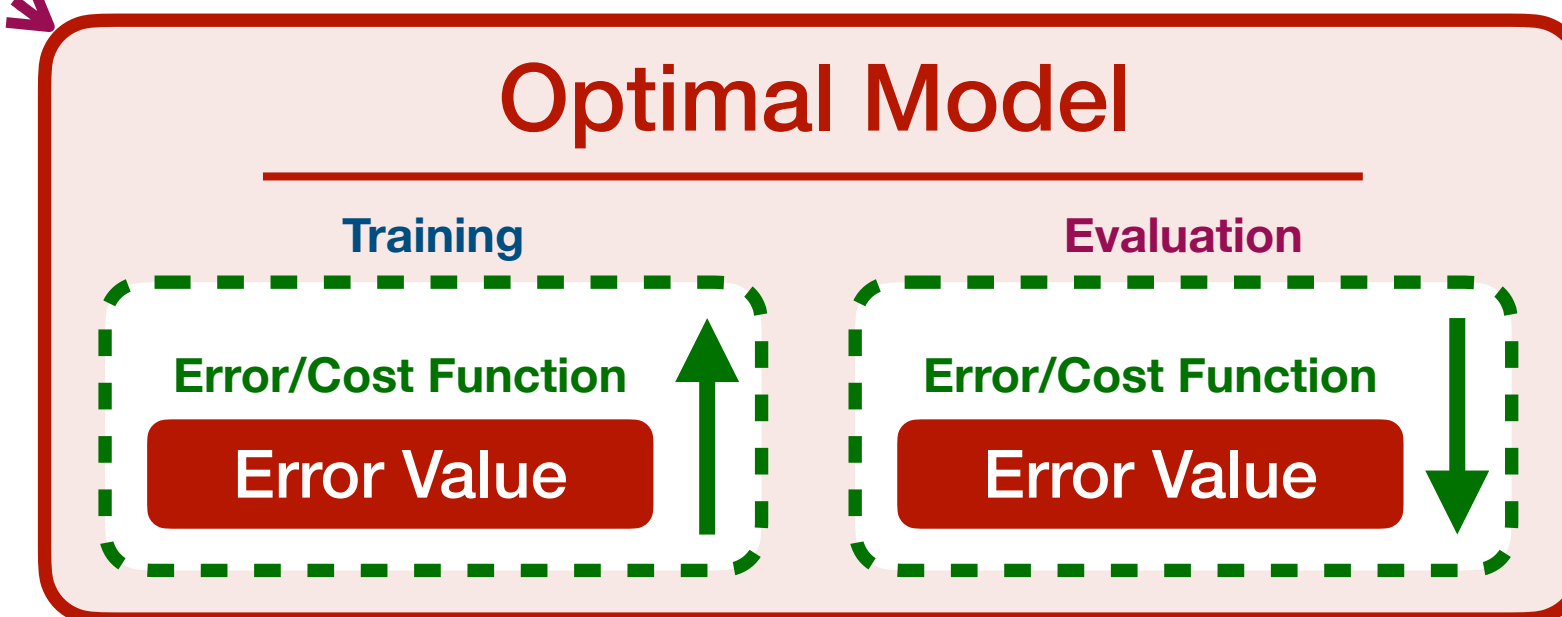 Optimal Model
Training
Evaluation
Error/Cost Function
Error Value
Error/Cost Function
Error Value